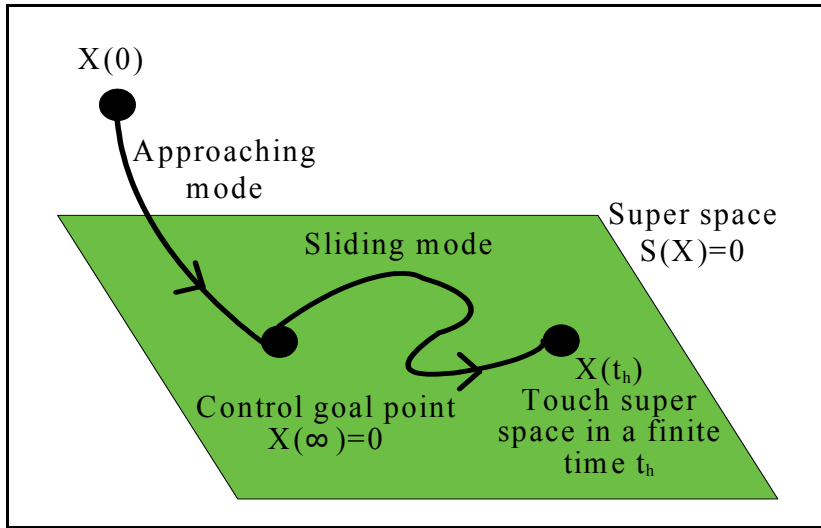 X(0)
Approaching
mode
Super space
S(X)=0
Sliding mode
Control goal point
X(∞)=0
X(tₕ)
Touch super
space in a finite
time tₕ